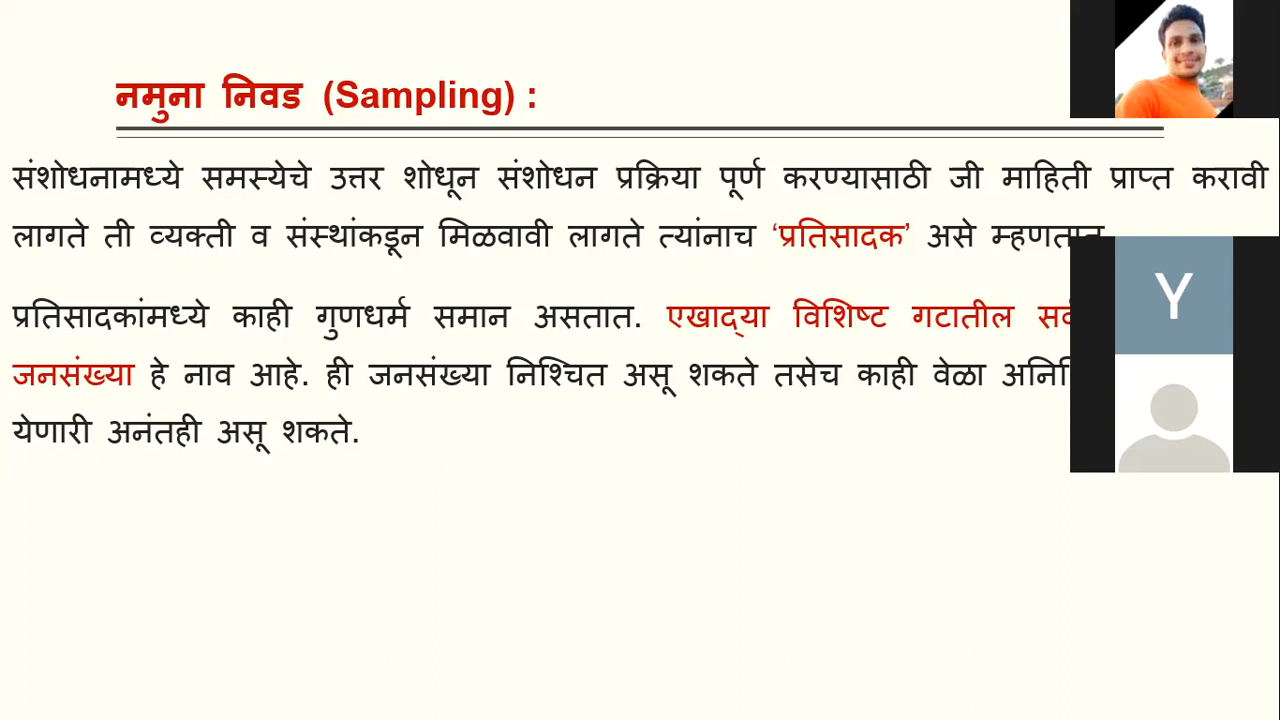 नमुना निवड (Sampling) :
संशोधनामध्ये समस्येचे उत्तर शोधून संशोधन प्रक्रिया पूर्ण करण्यासाठी जी माहिती प्राप्त करावी
लागते ती व्यक्ती व संस्थांकडून मिळवावी लागते त्यांनाच ‘प्रतिसादक’ असे म्हणतात
प्रतिसादकांमध्ये काही गुणधर्म समान असतात. एखाद्या विशिष्ट गटातील
जनसंख्या हे नाव आहे. ही जनसंख्या निश्चित असू शकते तसेच काही वेळा
येणारी अनंतही असू शकते.
Y